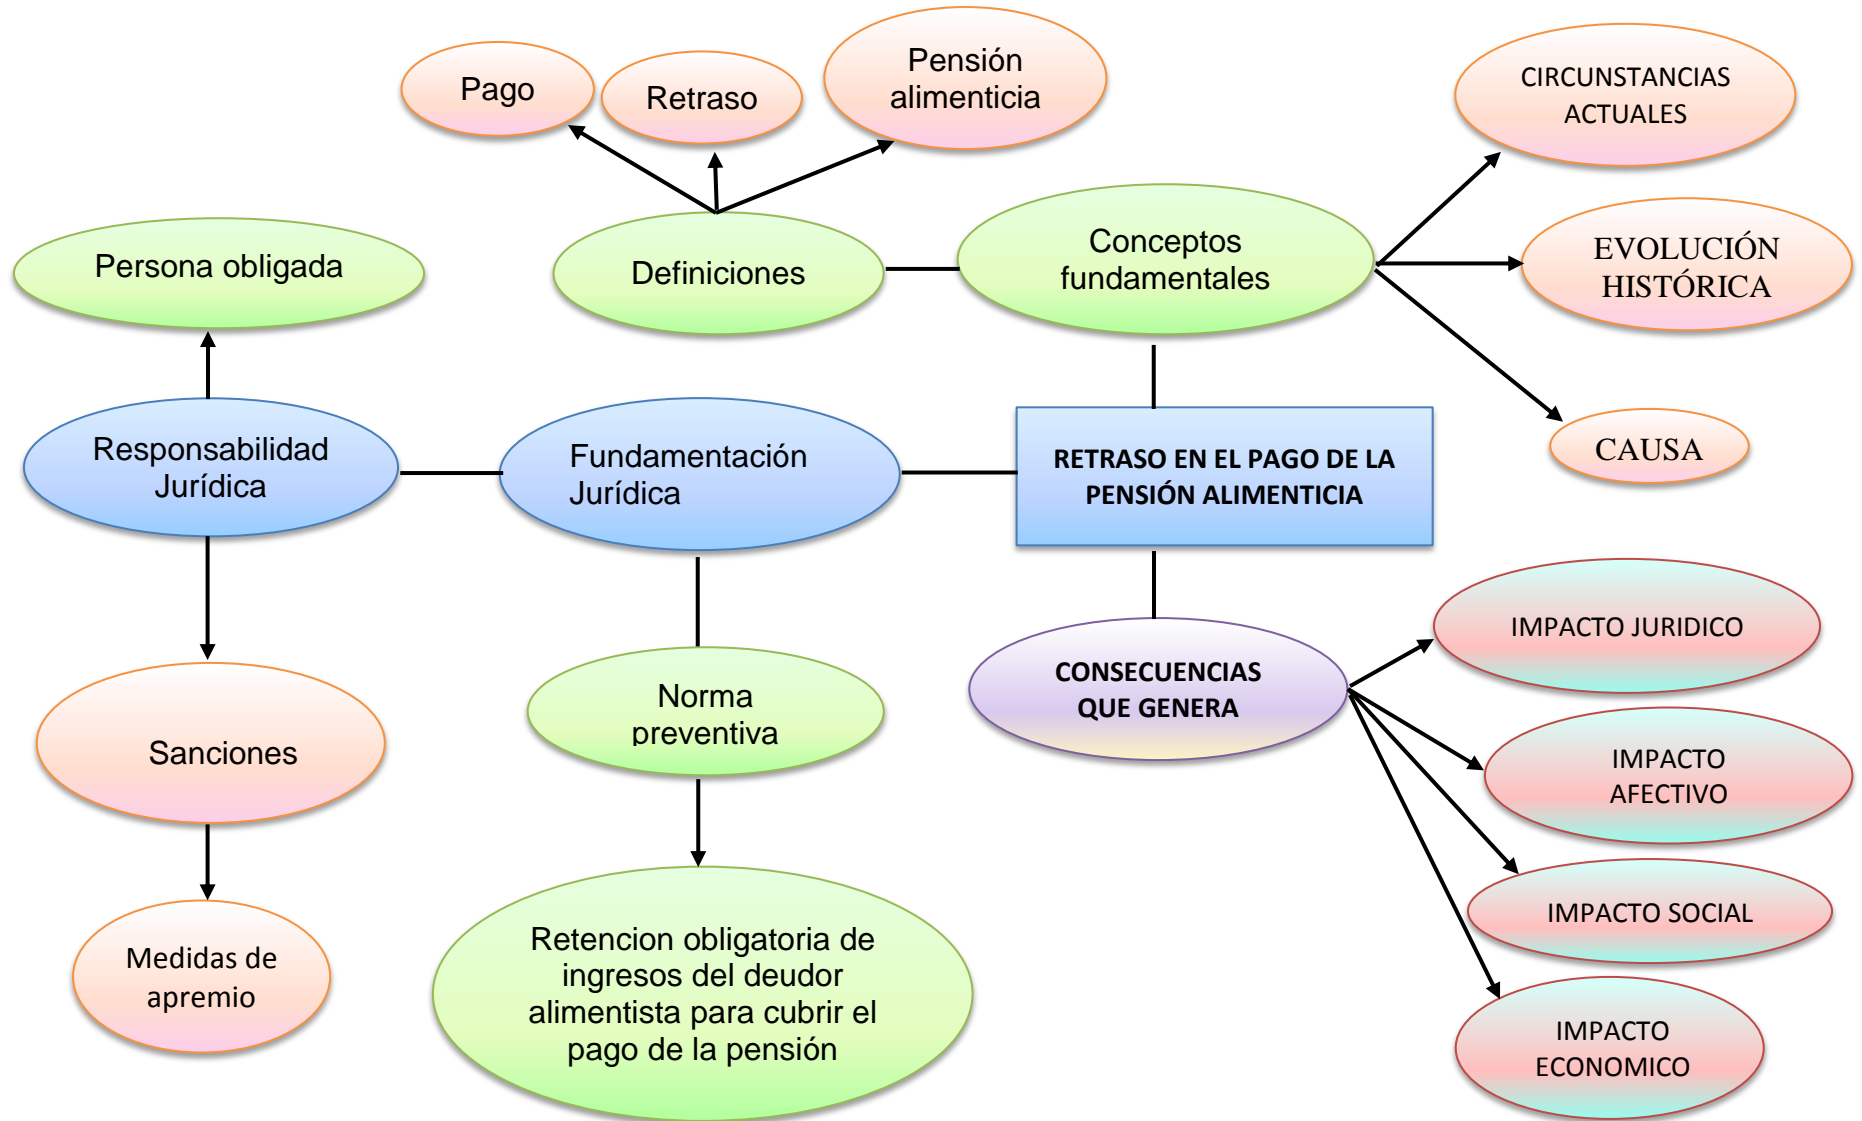 Pago
Retraso
Pensión
alimenticia
CIRCUNSTANCIAS
ACTUALES
Persona obligada
Definiciones
Conceptos
fundamentales
EVOLUCIÓN
HISTÓRICA
Responsabilidad
Jurídica
Fundamentación
Jurídica
RETRASO EN EL PAGO DE LA
PENSIÓN ALIMENTICIA
CAUSA
Sanciones
Norma
preventiva
CONSECUENCIAS
QUE GENERA
IMPACTO JURIDICO
IMPACTO
AFECTIVO
IMPACTO SOCIAL
IMPACTO
ECONOMICO
Medidas de
apremio
Retencion obligatoria de
ingresos del deudor
alimentista para cubrir el
pago de la pensión